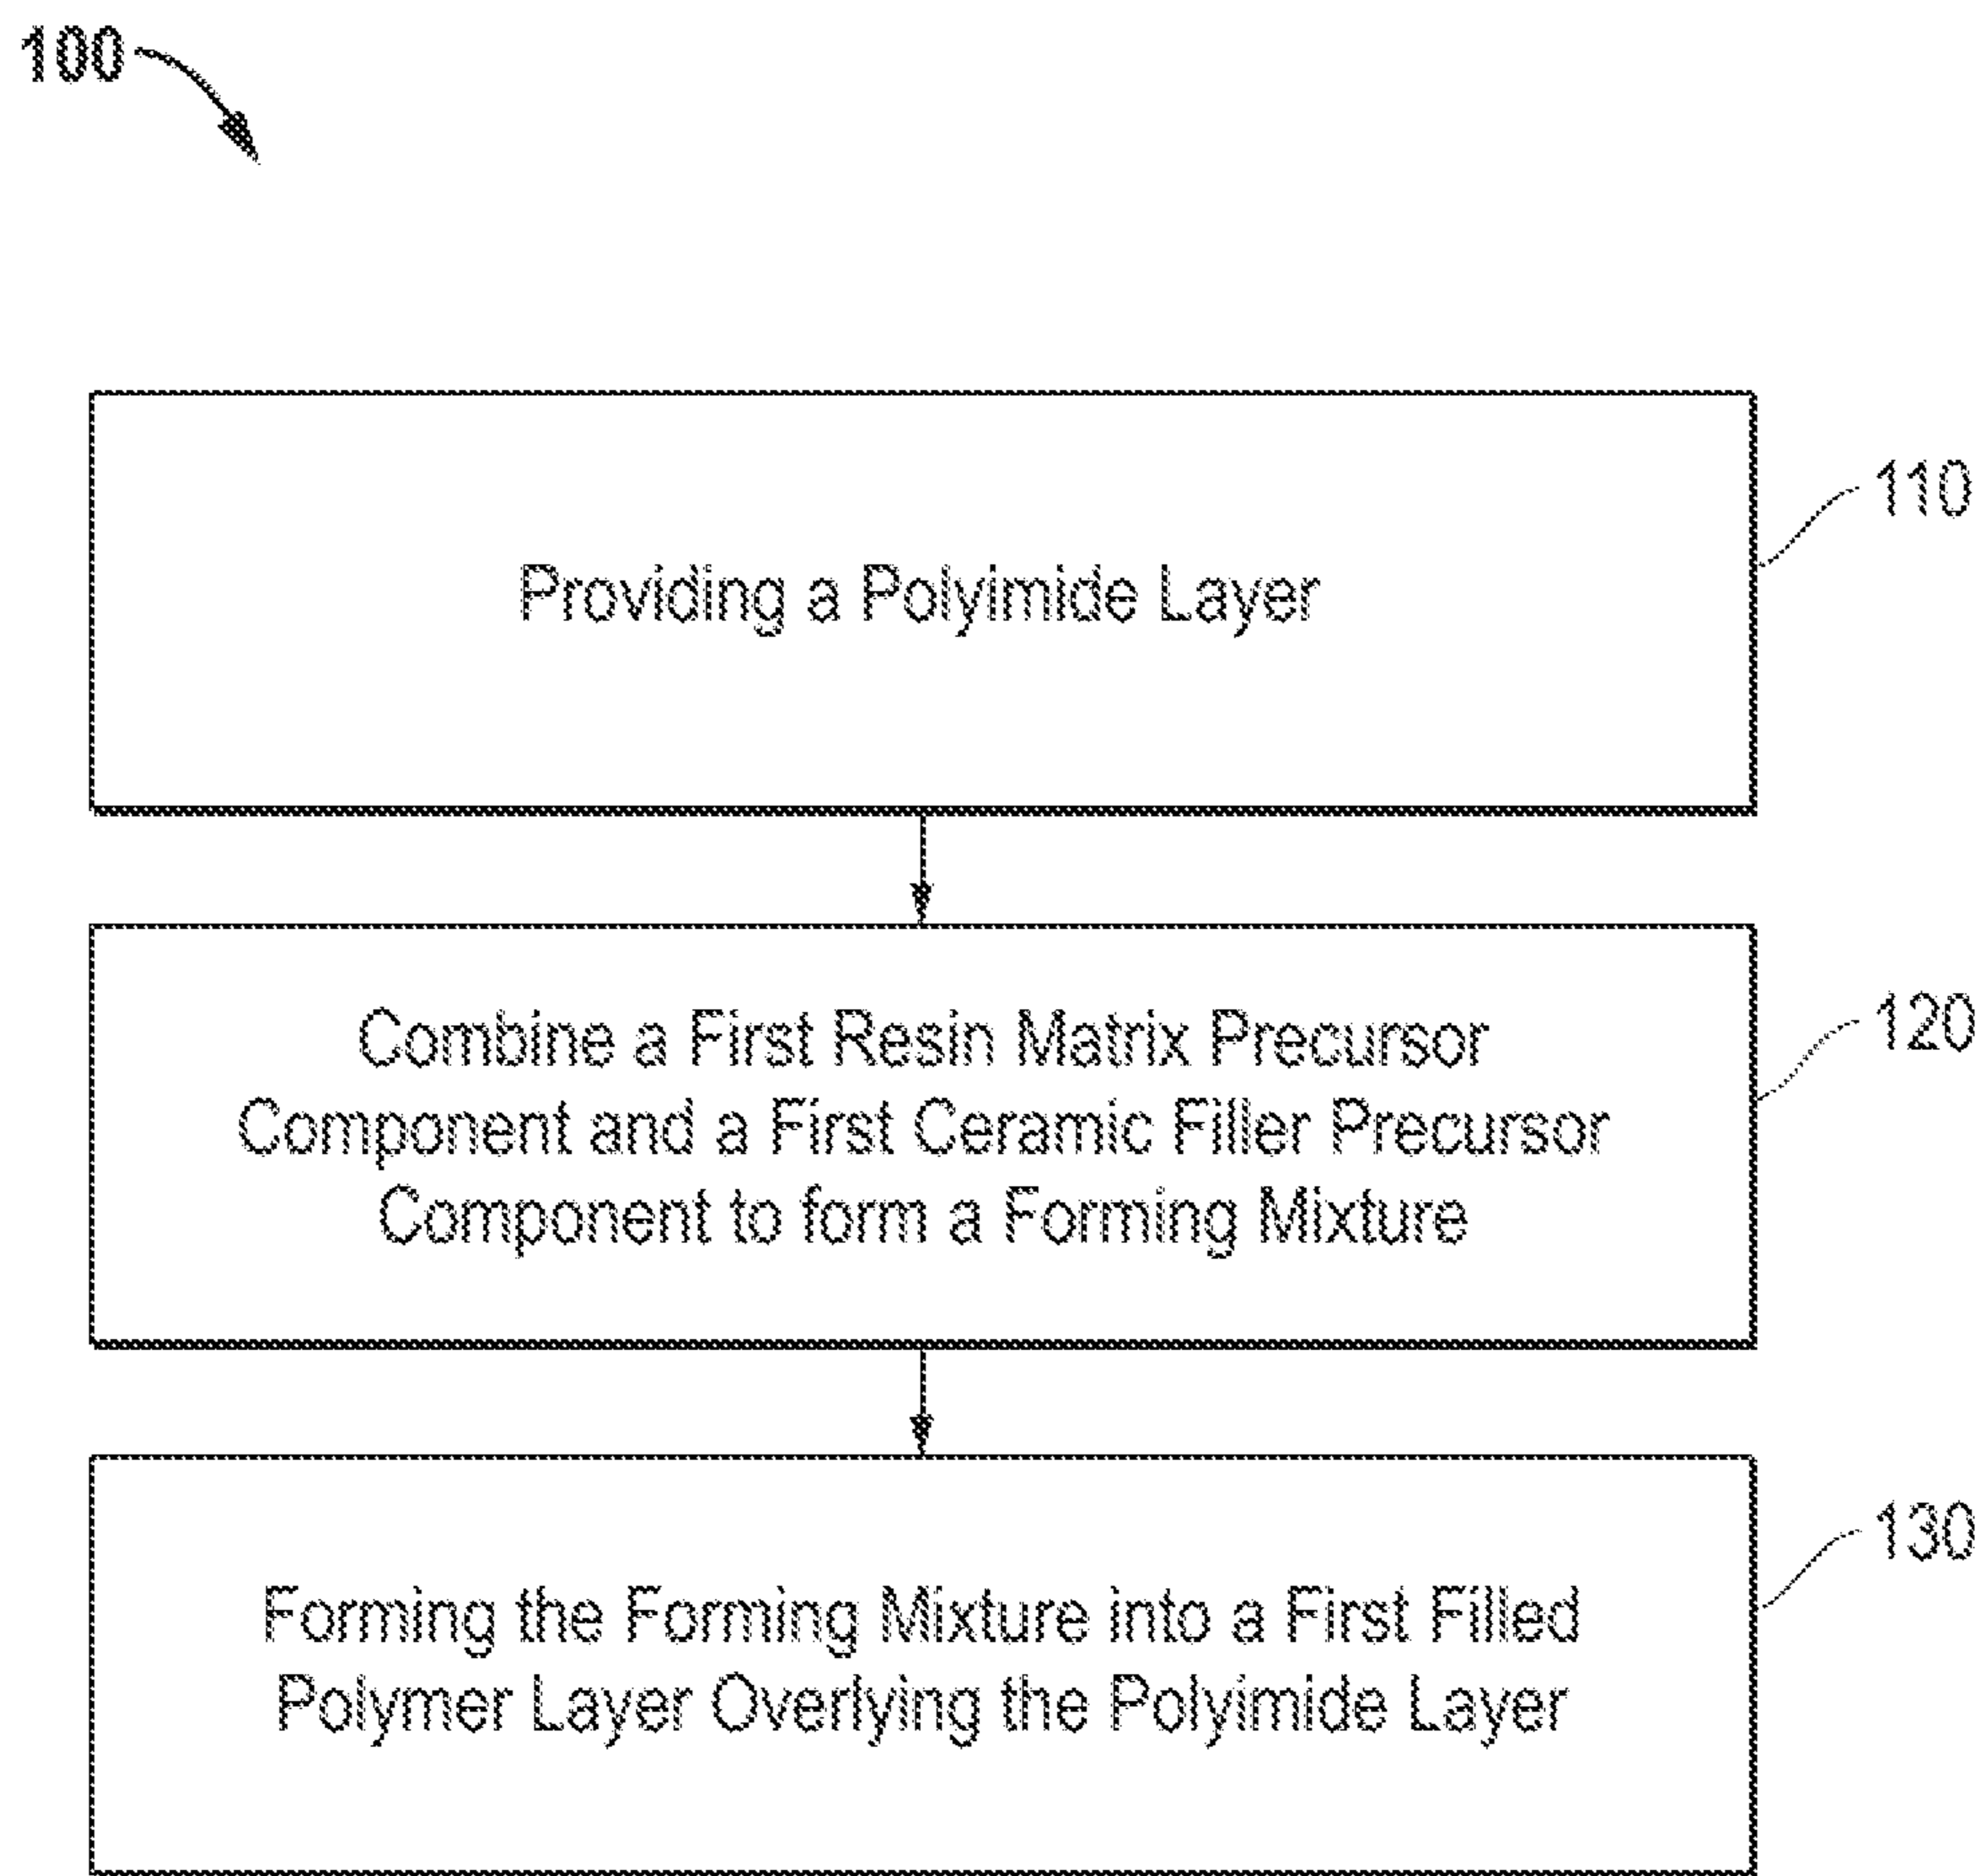 100
110
Providing a Polyimide Layer
120
Combine a First Resin Matrix Precursor
Component and a First Ceramic Filler Precursor
Component to form a Forming Mixture
130
Forming the Forming Mixture into a First Filled
Polymer Layer Overlying the Polyimide Layer